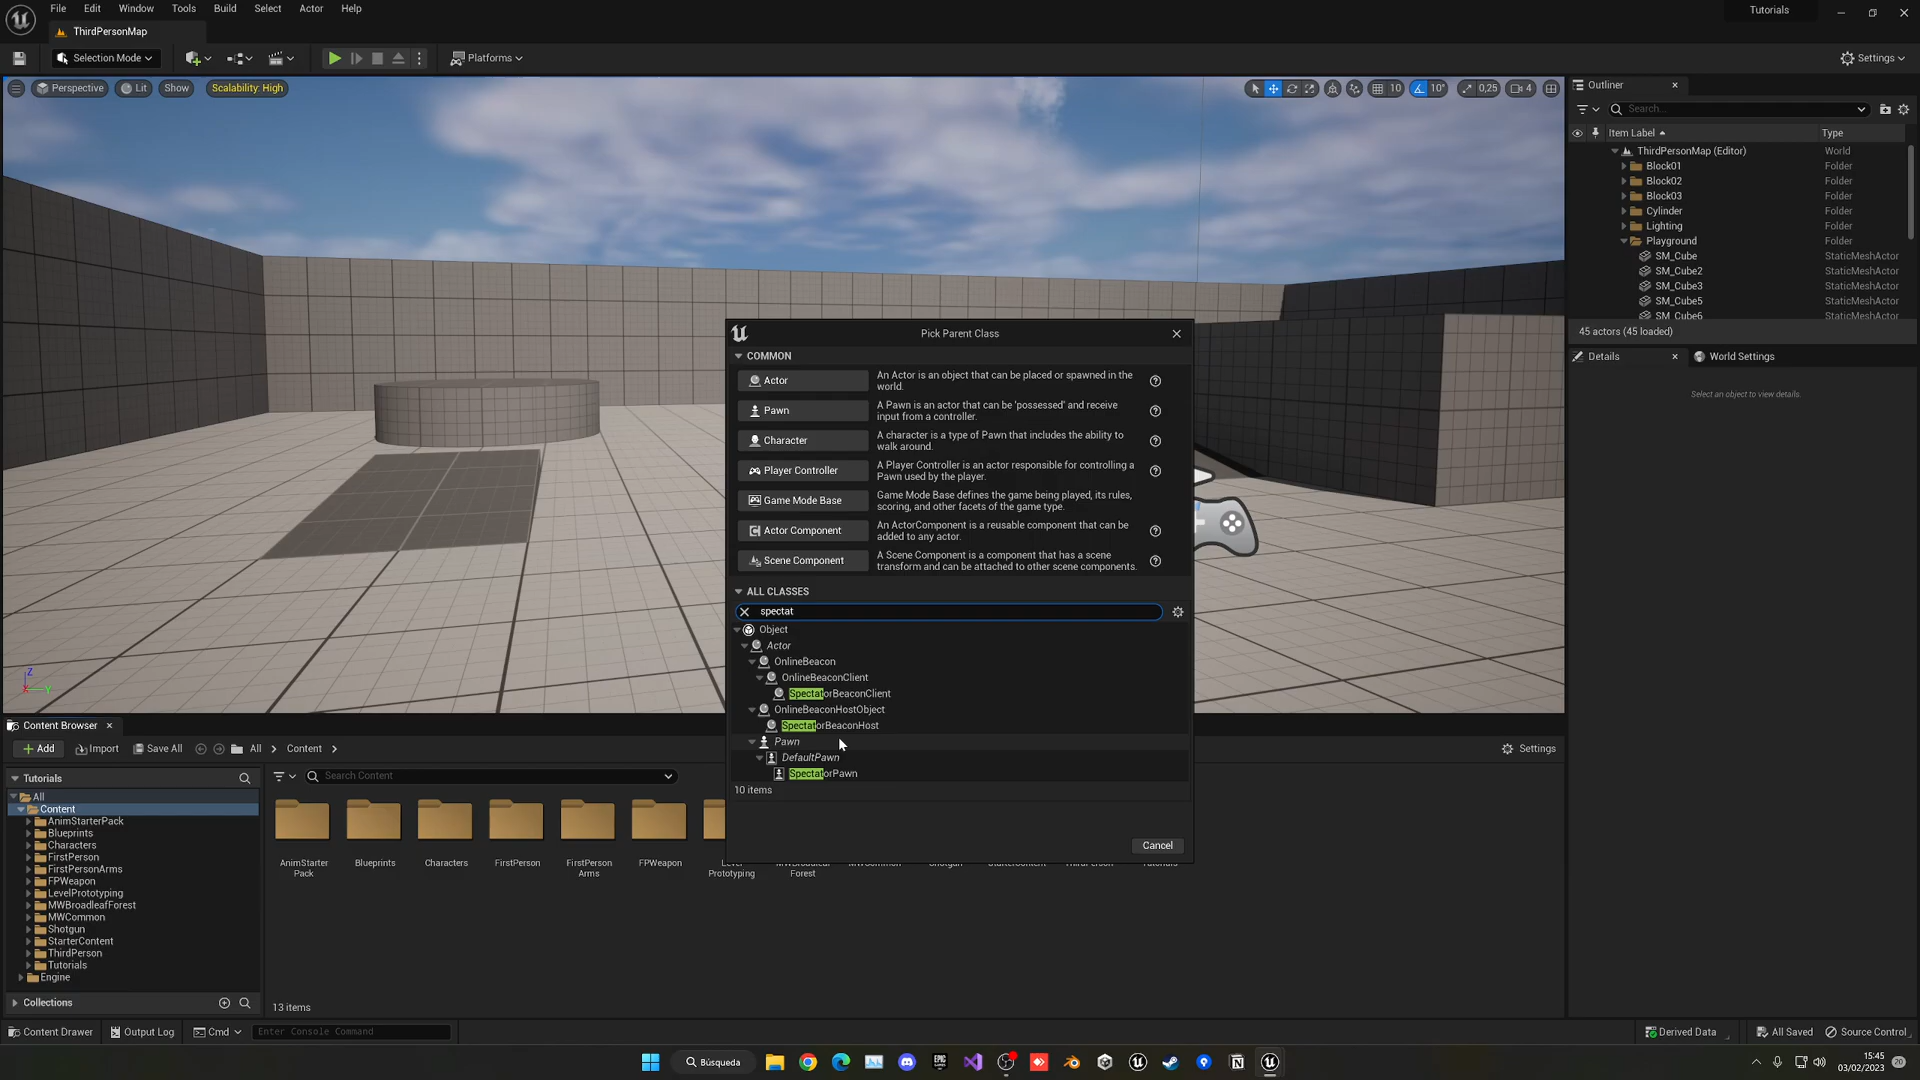 File Edit Window Tools Build Select Actor Help
Tutorials
ThirdPersonMap
Selection Mode
Platforms
Settings
Perspective Lit Show Scalability: High
10 10° 0,25 4
Outliner
Search...
Item Label Type
ThirdPersonMap (Editor) World
Block01 Folder
Block02 Folder
Block03 Folder
Cylinder Folder
Lighting Folder
Playground Folder
SM_Cube StaticMeshActor
SM_Cube2 StaticMeshActor
SM_Cube3 StaticMeshActor
SM_Cube5 StaticMeshActor
SM_Cube6 StaticMeshActor
45 actors (45 loaded)
Details World Settings
Select an object to view details.
Pick Parent Class
COMMON
Actor
An Actor is an object that can be placed or spawned in the
world.
Pawn
A Pawn is an actor that can be 'possessed' and receive
input from a controller.
Character
A character is a type of Pawn that includes the ability to
walk around.
Player Controller
A Player Controller is an actor responsible for controlling a
Pawn used by the player.
Game Mode Base
Game Mode Base defines the game being played, its rules,
scoring, and other facets of the game type.
Actor Component
An ActorComponent is a reusable component that can be
added to any actor.
Scene Component
A Scene Component is a component that has a scene
transform and can be attached to other scene components.
ALL CLASSES
spectat
Object
Actor
OnlineBeacon
OnlineBeaconClient
SpectatorBeaconClient
OnlineBeaconHostObject
SpectatorBeaconHost
Pawn
DefaultPawn
SpectatorPawn
10 items
Cancel
Z
X Y
Content Browser
Add Import Save All All Content
Settings
Tutorials
Search Content
All
Content
AnimStarterPack
Blueprints
Characters
FirstPerson
FirstPersonArms
FPWeapon
LevelPrototyping
MWBroadleafForest
MWCommon
Shotgun
StarterContent
ThirdPerson
Tutorials
Engine
Collections
AnimStarter
Pack
Blueprints
Characters
FirstPerson
FirstPerson
Arms
FPWeapon
Prototyping
Forest
13 items
Content Drawer Output Log Cmd Enter Console Command
Derived Data All Saved Source Control
Búsqueda
15:45
03/02/2023
20